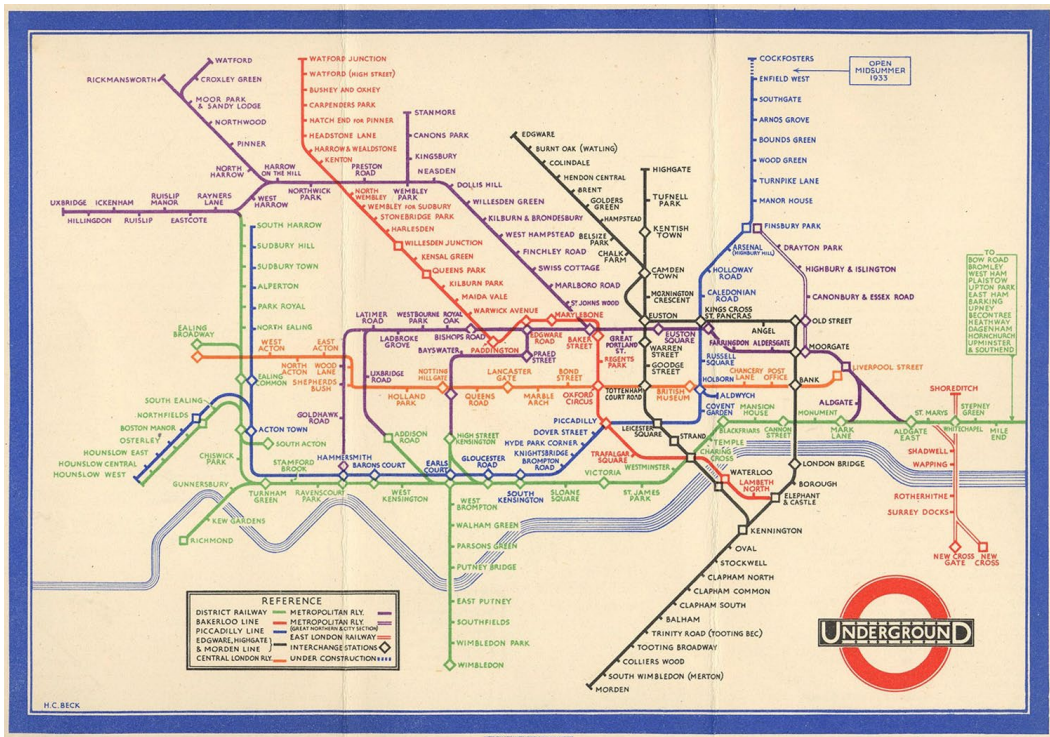 WATFORD
RICKMANSWORTH
CROXLEY GREEN
MOOR PARK
& SANDY LODGE
NORTHWOOD
PINNER
NORTH
HARROW
HARROW
ON THE HILL
WEST
HARROW
NORTHWICK
PARK
PRESTON
ROAD
WEMBLEY
PARK
NEASDEN
STANMORE
CANONS PARK
KINGSBURY
UXBRIDGE
ICKENHAM
RUISLIP
MANOR
RAYNERS
LANE
HILLINGDON
RUISLIP
EASTCOTE
WATFORD JUNCTION
WATFORD (HIGH STREET)
BUSHEY AND OXHEY
CARPENDERS PARK
HATCH END FOR PINNER
HEADSTONE LANE
HARROW & WEALDSTONE
KENTON
NORTH
WEMBLEY
WEMBLEY FOR SUDBURY
STONEBRIDGE PARK
HARLESDEN
WILLESDEN JUNCTION
KENSAL GREEN
QUEENS PARK
KILBURN PARK
MAIDA VALE
WARWICK AVENUE
PADDINGTON
DOLLIS HILL
WILLESDEN GREEN
KILBURN & BRONDESBURY
WEST HAMPSTEAD
FINCHLEY ROAD
SWISS COTTAGE
MARLBORO ROAD
ST. JOHNS WOOD
MARYLEBONE
EDGWARE
BURNT OAK (WATLING)
COLINDALE
HENDON CENTRAL
BRENT
GOLDERS
GREEN
HAMPSTEAD
BELSIZE
PARK
CHALK
FARM
HIGHGATE
TUFNELL
PARK
KENTISH
TOWN
CAMDEN
TOWN
MORNINGTON
CRESCENT
EUSTON
COCKFOSTERS
OPEN
MIDSUMMER
1933
ENFIELD WEST
SOUTHGATE
ARNOS GROVE
BOUNDS GREEN
WOOD GREEN
TURNPIKE LANE
MANOR HOUSE
FINSBURY PARK
ARSENAL
(HIGHBURY HILL)
DRAYTON PARK
HOLLOWAY
ROAD
HIGHBURY & ISLINGTON
CALEDONIAN
ROAD
CANONBURY & ESSEX ROAD
KINGS CROSS
ST. PANCRAS
ANGEL
OLD STREET
TO
BOW ROAD
BROMLEY
WEST HAM
PLAISTOW
UPTON PARK
EAST HAM
BARKING
UPNEY
BECONTREE
HEATHWAY
DAGENHAM
HORNCHURCH
UPMINSTER
& SOUTHEND
SOUTH HARROW
SUDBURY HILL
SUDBURY TOWN
ALPERTON
PARK ROYAL
NORTH EALING
EALING
BROADWAY
WEST
ACTON
EAST
ACTON
NORTH
ACTON
WOOD
LANE
SHEPHERDS
BUSH
EALING
COMMON
LATIMER
ROAD
WESTBOURNE
PARK
ROYAL
OAK
LADBROKE
GROVE
BISHOPS ROAD
BAYSWATER
EDGWARE
ROAD
PRAED
STREET
BAKER
STREET
GREAT
PORTLAND
ST.
REGENTS
PARK
EUSTON
SQUARE
WARREN
STREET
GOODGE
STREET
TOTTENHAM
COURT ROAD
FARRINGDON
ALDERSGATE
MOORGATE
RUSSELL
SQUARE
HOLBORN
ALDWYCH
COVENT
GARDEN
CHANCERY
LANE
POST
OFFICE
BANK
LIVERPOOL STREET
UXBRIDGE
ROAD
NOTTING
HILL GATE
HOLLAND
PARK
LANCASTER
GATE
QUEENS
ROAD
MARBLE
ARCH
BOND
STREET
OXFORD
CIRCUS
BRITISH
MUSEUM
SHOREDITCH
STEPNEY
GREEN
SOUTH EALING
NORTHFIELDS
BOSTON MANOR
OSTERLEY
HOUNSLOW EAST
HOUNSLOW CENTRAL
HOUNSLOW WEST
ACTON TOWN
SOUTH ACTON
CHISWICK
PARK
GOLDHAWK
ROAD
ADDISON
ROAD
HIGH STREET
KENSINGTON
HAMMERSMITH
BARONS COURT
EARLS
COURT
GLOUCESTER
ROAD
PICCADILLY
DOVER STREET
HYDE PARK CORNER
KNIGHTSBRIDGE
BROMPTON
ROAD
LEICESTER
SQUARE
STRAND
TRAFALGAR
SQUARE
CHARING
CROSS
TEMPLE
BLACKFRIARS
MANSION
HOUSE
CANNON
STREET
MONUMENT
MARK
LANE
ALDGATE
ALDGATE
EAST
ST. MARYS
WHITECHAPEL
MILE
END
GUNNERSBURY
STAMFORD
BROOK
TURNHAM
GREEN
RAVENSCOURT
PARK
WEST
KENSINGTON
SOUTH
KENSINGTON
SLOANE
SQUARE
VICTORIA
ST. JAMES
PARK
WESTMINSTER
WATERLOO
LAMBETH
NORTH
LONDON BRIDGE
BOROUGH
ELEPHANT
& CASTLE
SHADWELL
WAPPING
ROTHERHITHE
SURREY DOCKS
NEW CROSS
GATE
NEW
CROSS
KEW GARDENS
RICHMOND
WEST
BROMPTON
WALHAM GREEN
PARSONS GREEN
PUTNEY BRIDGE
EAST PUTNEY
SOUTHFIELDS
WIMBLEDON PARK
WIMBLEDON
KENNINGTON
OVAL
STOCKWELL
CLAPHAM NORTH
CLAPHAM COMMON
CLAPHAM SOUTH
BALHAM
TRINITY ROAD (TOOTING BEC)
TOOTING BROADWAY
COLLIERS WOOD
SOUTH WIMBLEDON (MERTON)
MORDEN
REFERENCE
DISTRICT RAILWAY
BAKERLOO LINE
PICCADILLY LINE
EDGWARE, HIGHGATE
& MORDEN LINE
CENTRAL LONDON RLY.
METROPOLITAN RLY.
METROPOLITAN RLY.
(GREAT NORTHERN & CITY SECTION)
EAST LONDON RAILWAY
INTERCHANGE STATIONS
UNDER CONSTRUCTION
UNDERGROUND
H.C. BECK